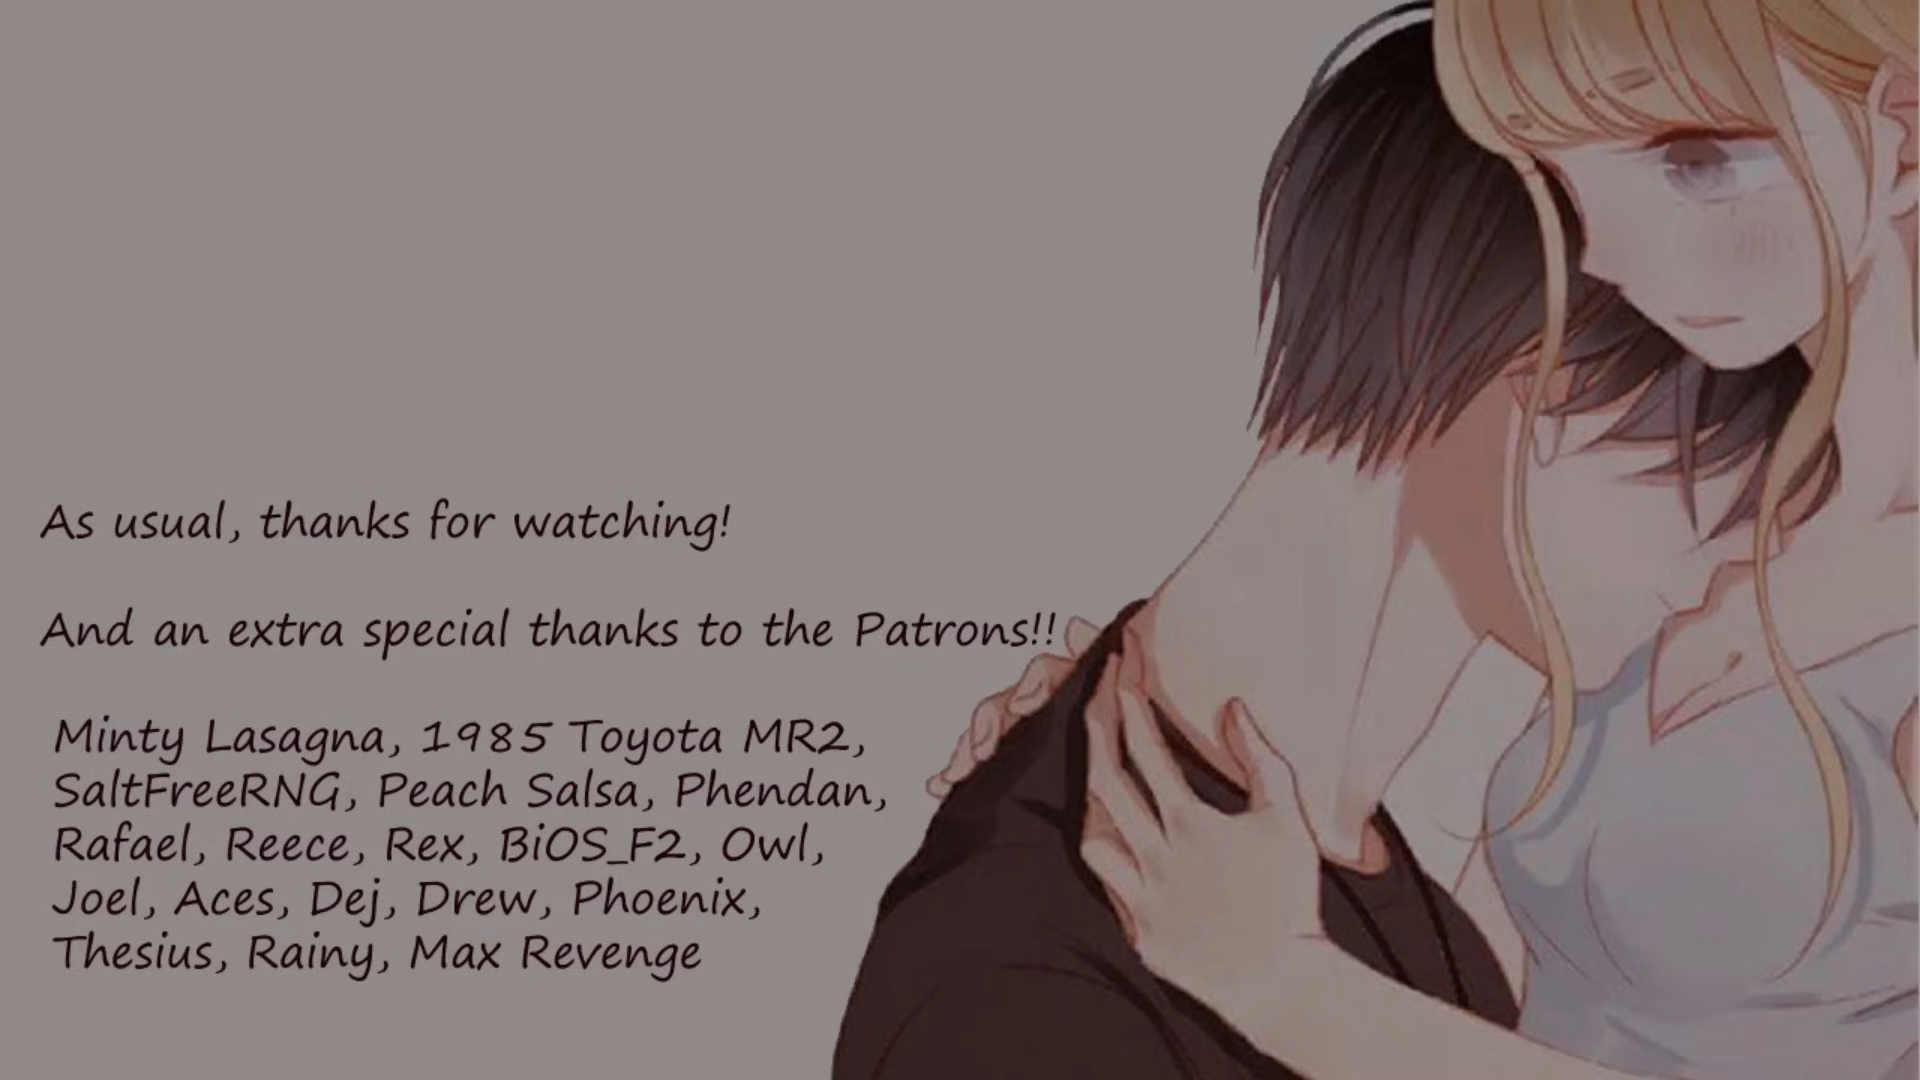 As usual, thanks for watching!
And an extra special thanks to the Patrons!!
Minty Lasagna, 1985 Toyota MR2,
SaltFreeRNG, Peach Salsa, Phendan,
Rafael, Reece, Rex, BiOS_F2, Owl,
Joel, Aces, Dej, Drew, Phoenix,
Thesius, Rainy, Max Revenge